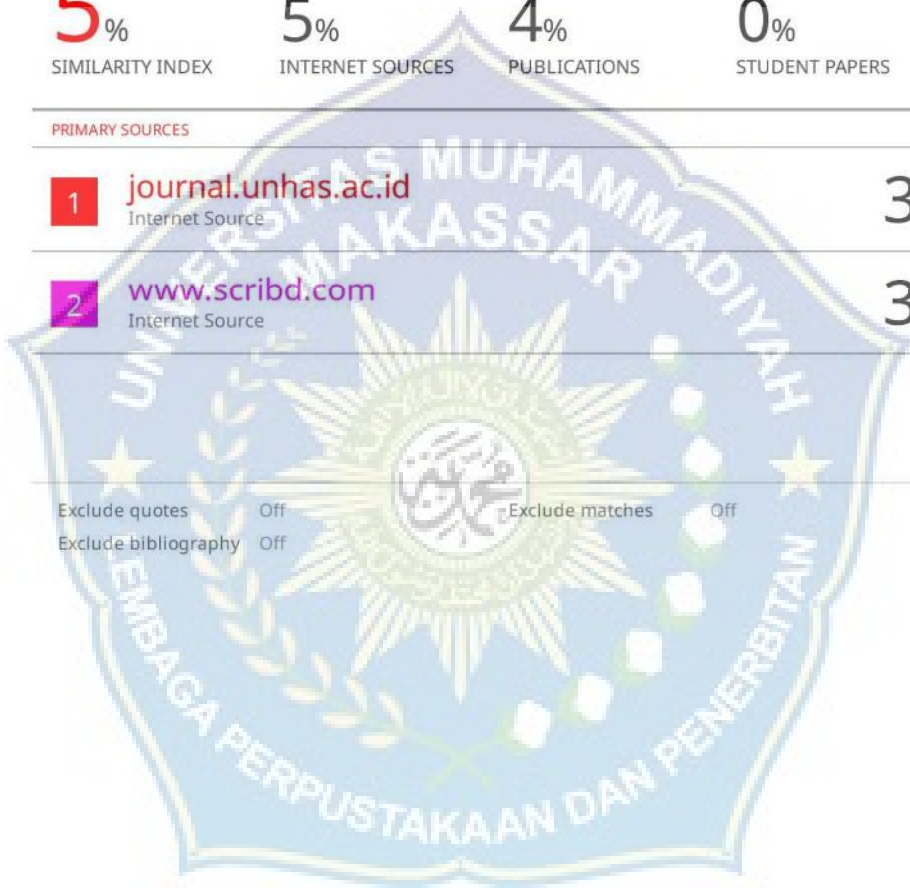 5% 5% 4% 0%
SIMILARITY INDEX INTERNET SOURCES PUBLICATIONS STUDENT PAPERS
PRIMARY SOURCES
1 journal.unhas.ac.id 3
Internet Source
2 www.scribd.com 3
Internet Source
Exclude quotes Off Exclude matches Off
Exclude bibliography Off
UNIVERSITAS MUHAMMADIYAH
MAKASSAR
LEMBAGA PERPUSTAKAAN DAN PENERBITAN